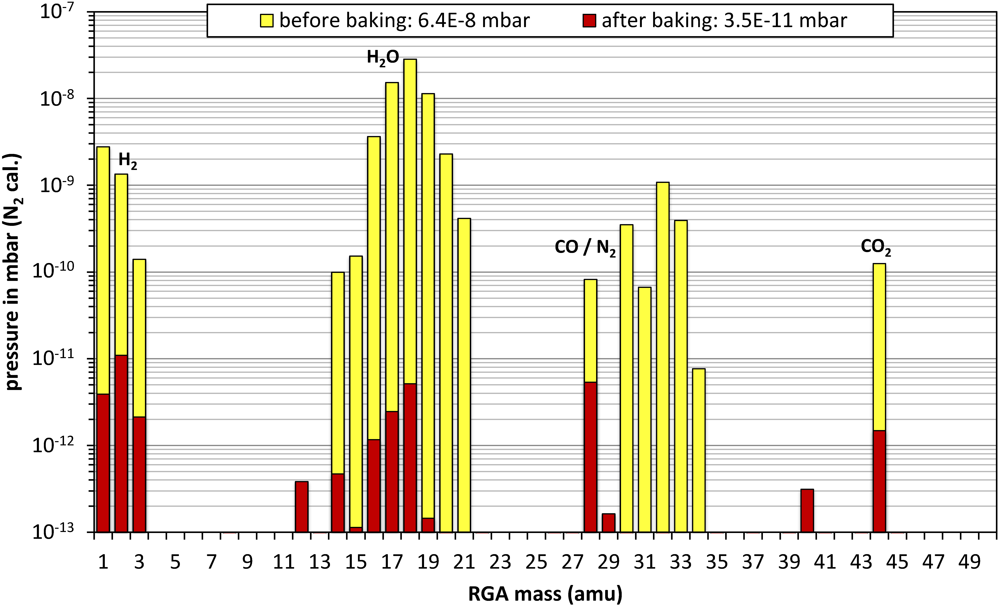 before baking: 6.4E-8 mbar after baking: 3.5E-11 mbar
pressure in mbar (N₂ cal.)
10⁻⁷
10⁻⁸
10⁻⁹
10⁻¹⁰
10⁻¹¹
10⁻¹²
10⁻¹³
H₂
H₂O
CO / N₂
CO₂
1 3 5 7 9 11 13 15 17 19 21 23 25 27 29 31 33 35 37 39 41 43 45 47 49
RGA mass (amu)